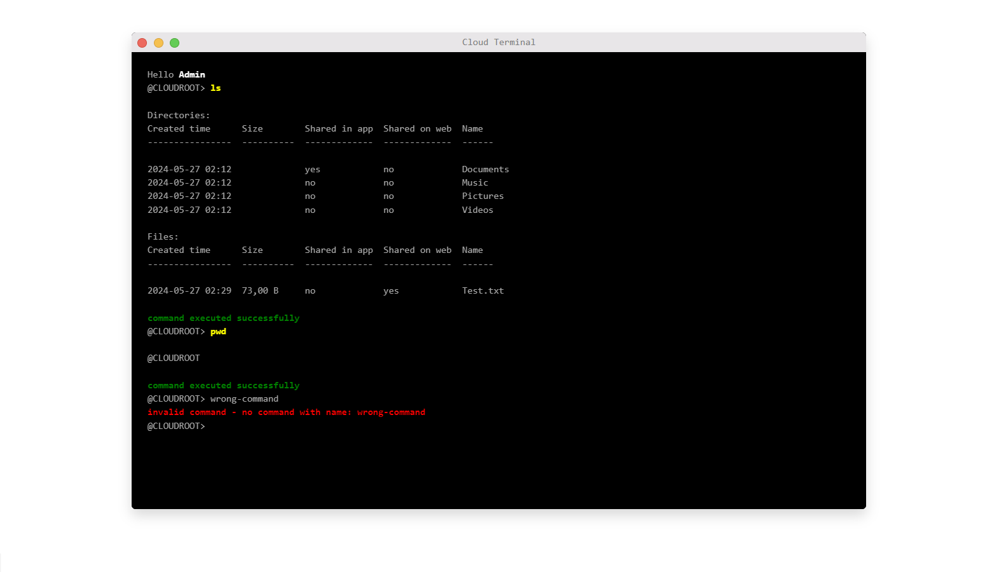 Cloud Terminal
Hello Admin
@CLOUDROOT> ls
Directories:
Created time      Size        Shared in app  Shared on web  Name
----------------  ----------  -------------  -------------  ------
2024-05-27 02:12              yes            no             Documents
2024-05-27 02:12              no             no             Music
2024-05-27 02:12              no             no             Pictures
2024-05-27 02:12              no             no             Videos
Files:
Created time      Size        Shared in app  Shared on web  Name
----------------  ----------  -------------  -------------  ------
2024-05-27 02:29  73,00 B     no             yes            Test.txt
command executed successfully
@CLOUDROOT> pwd
@CLOUDROOT
command executed successfully
@CLOUDROOT> wrong-command
invalid command - no command with name: wrong-command
@CLOUDROOT>